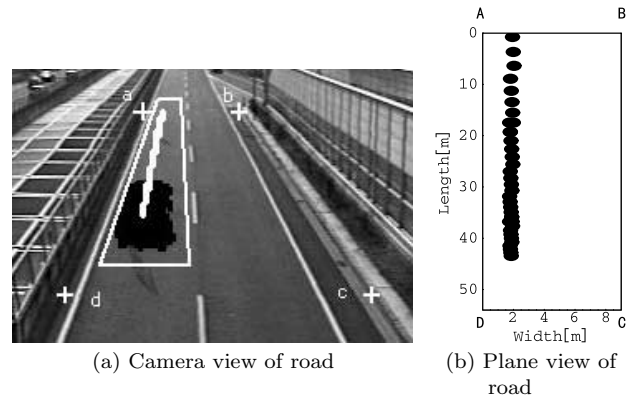 a
b
c
d
(a) Camera view of road
A
B
0
10
20
30
40
50
Length[m]
D
2
4
6
8
C
Width[m]
(b) Plane view of
road